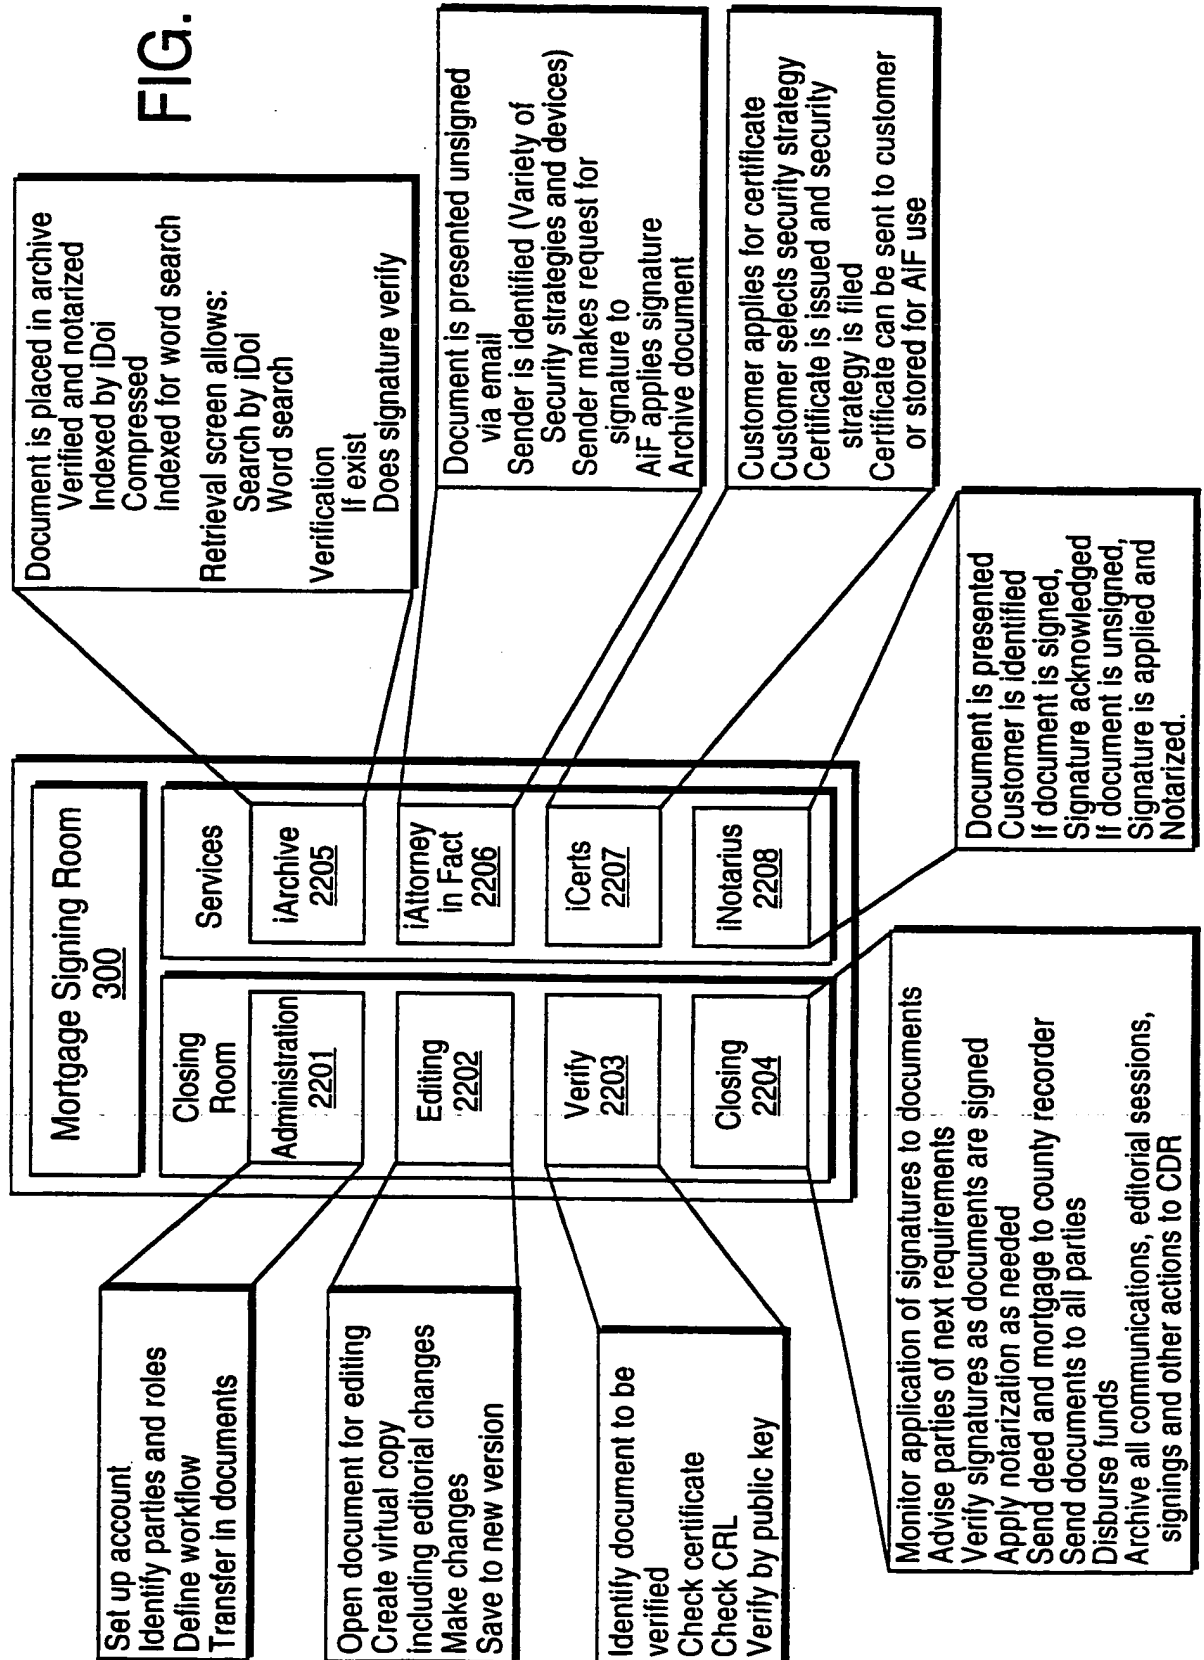 FIG.
Mortgage Signing Room
300
Closing
Room
Administration
2201
Editing
2202
Verify
2203
Closing
2204
Services
iArchive
2205
iAttorney
in Fact
2206
iCerts
2207
iNotarius
2208
Set up account
Identify parties and roles
Define workflow
Transfer in documents
Open document for editing
Create virtual copy
including editorial changes
Make changes
Save to new version
Identify document to be
verified
Check certificate
Check CRL
Verify by public key
Monitor application of signatures to documents
Advise parties of next requirements
Verify signatures as documents are signed
Apply notarization as needed
Send deed and mortgage to county recorder
Send documents to all parties
Disburse funds
Archive all communications, editorial sessions,
signings and other actions to CDR
Document is placed in archive
Verified and notarized
Indexed by iDoi
Compressed
Indexed for word search
Retrieval screen allows:
Search by iDoI
Word search
Verification
If exist
Does signature verify
Document is presented unsigned
via email
Sender is identified (Variety of
Security strategies and devices)
Sender makes request for
signature to
AiF applies signature
Archive document
Customer applies for certificate
Customer selects security strategy
Certificate is issued and security
strategy is filed
Certificate can be sent to customer
or stored for AiF use
Document is presented
Customer is identified
If document is signed,
Signature acknowledged
If document is unsigned,
Signature is applied and
Notarized.